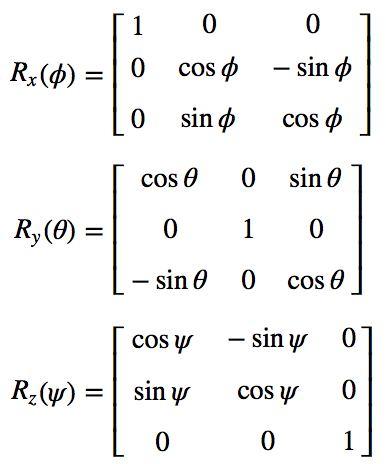 1 0 0
R_x(ϕ) = 0 cos ϕ − sin ϕ
0 sin ϕ cos ϕ
cos θ 0 sin θ
R_y(θ) = 0 1 0
− sin θ 0 cos θ
cos ψ − sin ψ 0
R_z(ψ) = sin ψ cos ψ 0
0 0 1